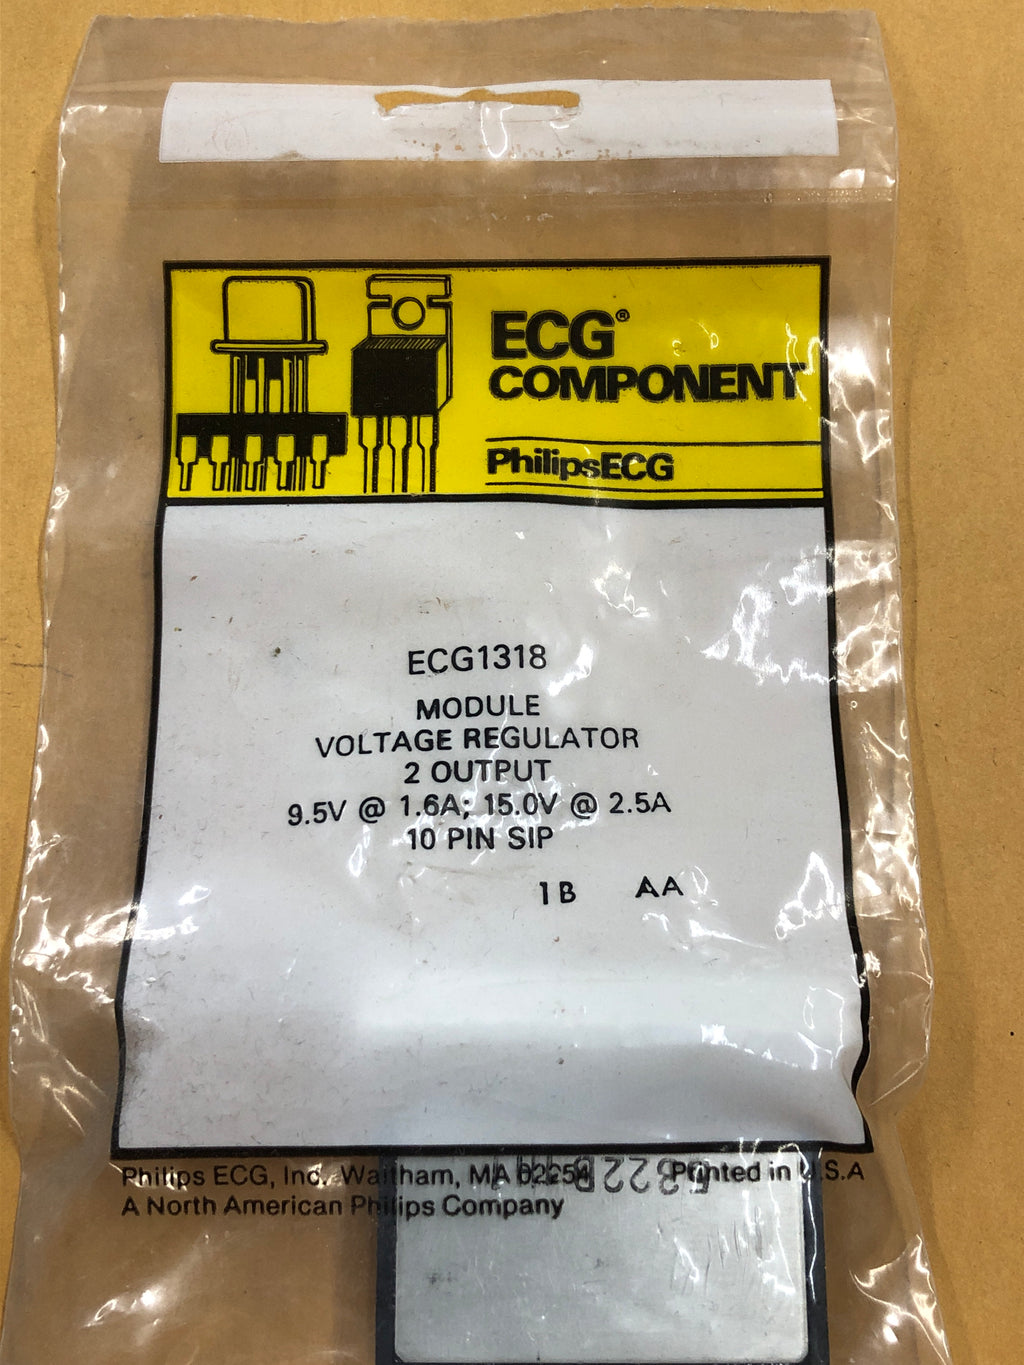 ECG®
COMPONENT
PhilipsECG
ECG1318
MODULE
VOLTAGE REGULATOR
2 OUTPUT
9.5V @ 1.6A; 15.0V @ 2.5A
10 PIN SIP
1B AA
Philips ECG, Inc. Waltham, MA 02254 Printed in U.S.A
A North American Philips Company